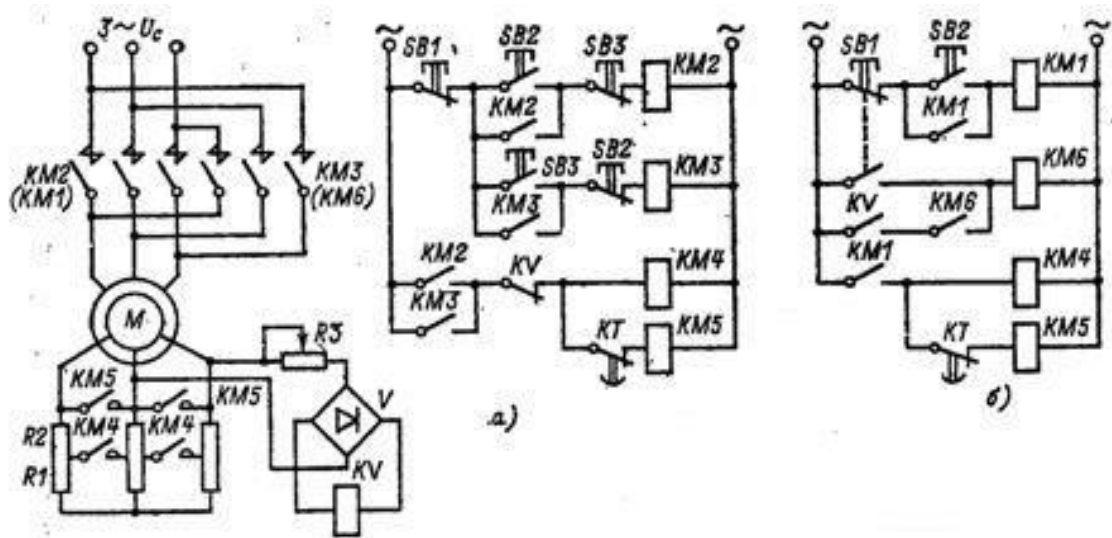 3 ~ Uc
KM2
(KM1)
KM3
(KM6)
M
R3
KM5
KM5
V
R2
KM4
KM4
R1
KV
~
~
SB1
SB2
SB3
KM2
KM2
SB3
SB2
KM3
KM3
KM2
KV
KM4
KM3
KT
KM5
а)
~
~
SB1
SB2
KM1
KM1
KM6
KV
KM6
KM1
KM4
KT
KM5
б)